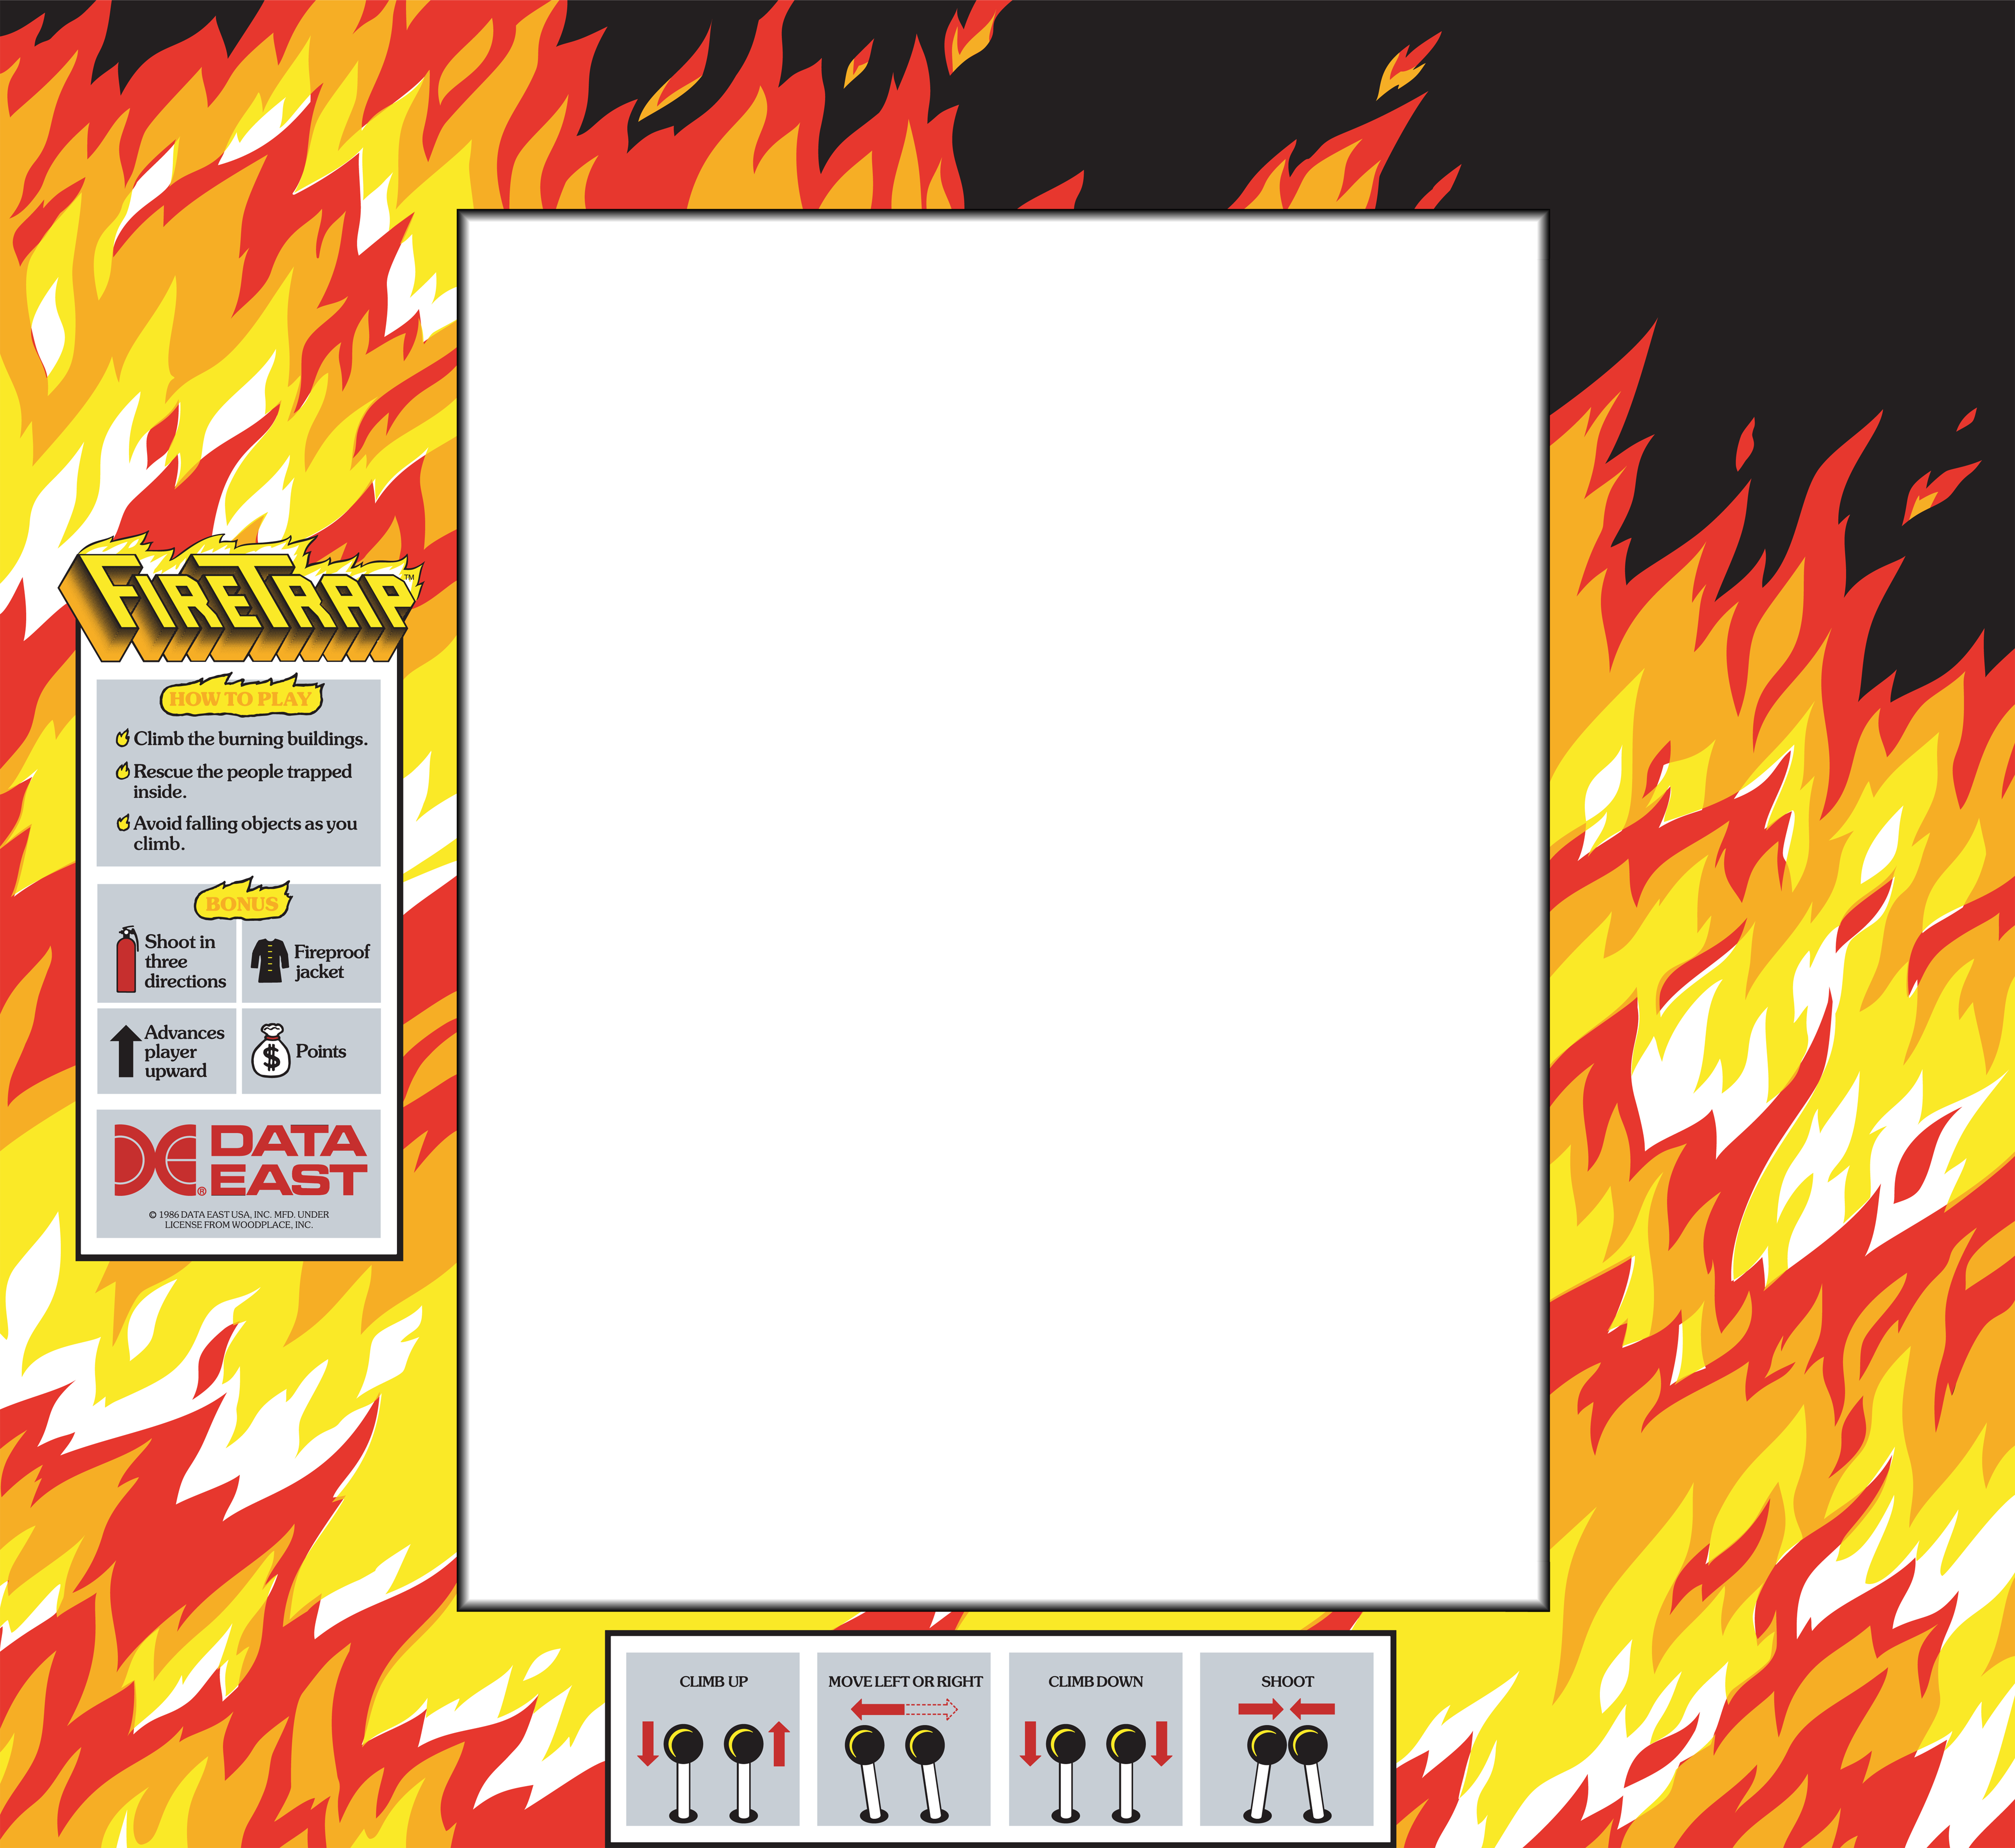 FIRETRAP™
HOW TO PLAY
Climb the burning buildings.
Rescue the people trapped
inside.
Avoid falling objects as you
climb.
BONUS
Shoot in
three
directions
Fireproof
jacket
Advances
player
upward
$
Points
DATA
EAST
®
© 1986 DATA EAST USA, INC. MFD. UNDER
LICENSE FROM WOODPLACE, INC.
CLIMB UP
MOVE LEFT OR RIGHT
CLIMB DOWN
SHOOT